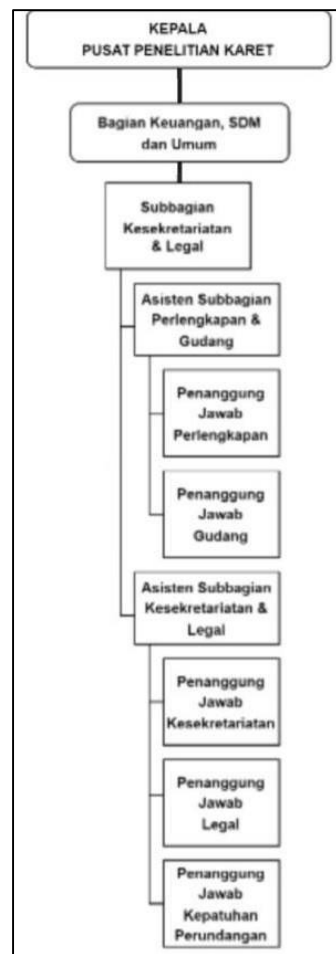 KEPALA
PUSAT PENELITIAN KARET
Bagian Keuangan, SDM
dan Umum
Subbagian
Kesekretariatan
& Legal
Asisten Subbagian
Perlengkapan &
Gudang
Penanggung
Jawab
Perlengkapan
Penanggung
Jawab
Gudang
Asisten Subbagian
Kesekretariatan &
Legal
Penanggung
Jawab
Kesekretariatan
Penanggung
Jawab
Legal
Penanggung
Jawab
Kepatuhan
Perundangan